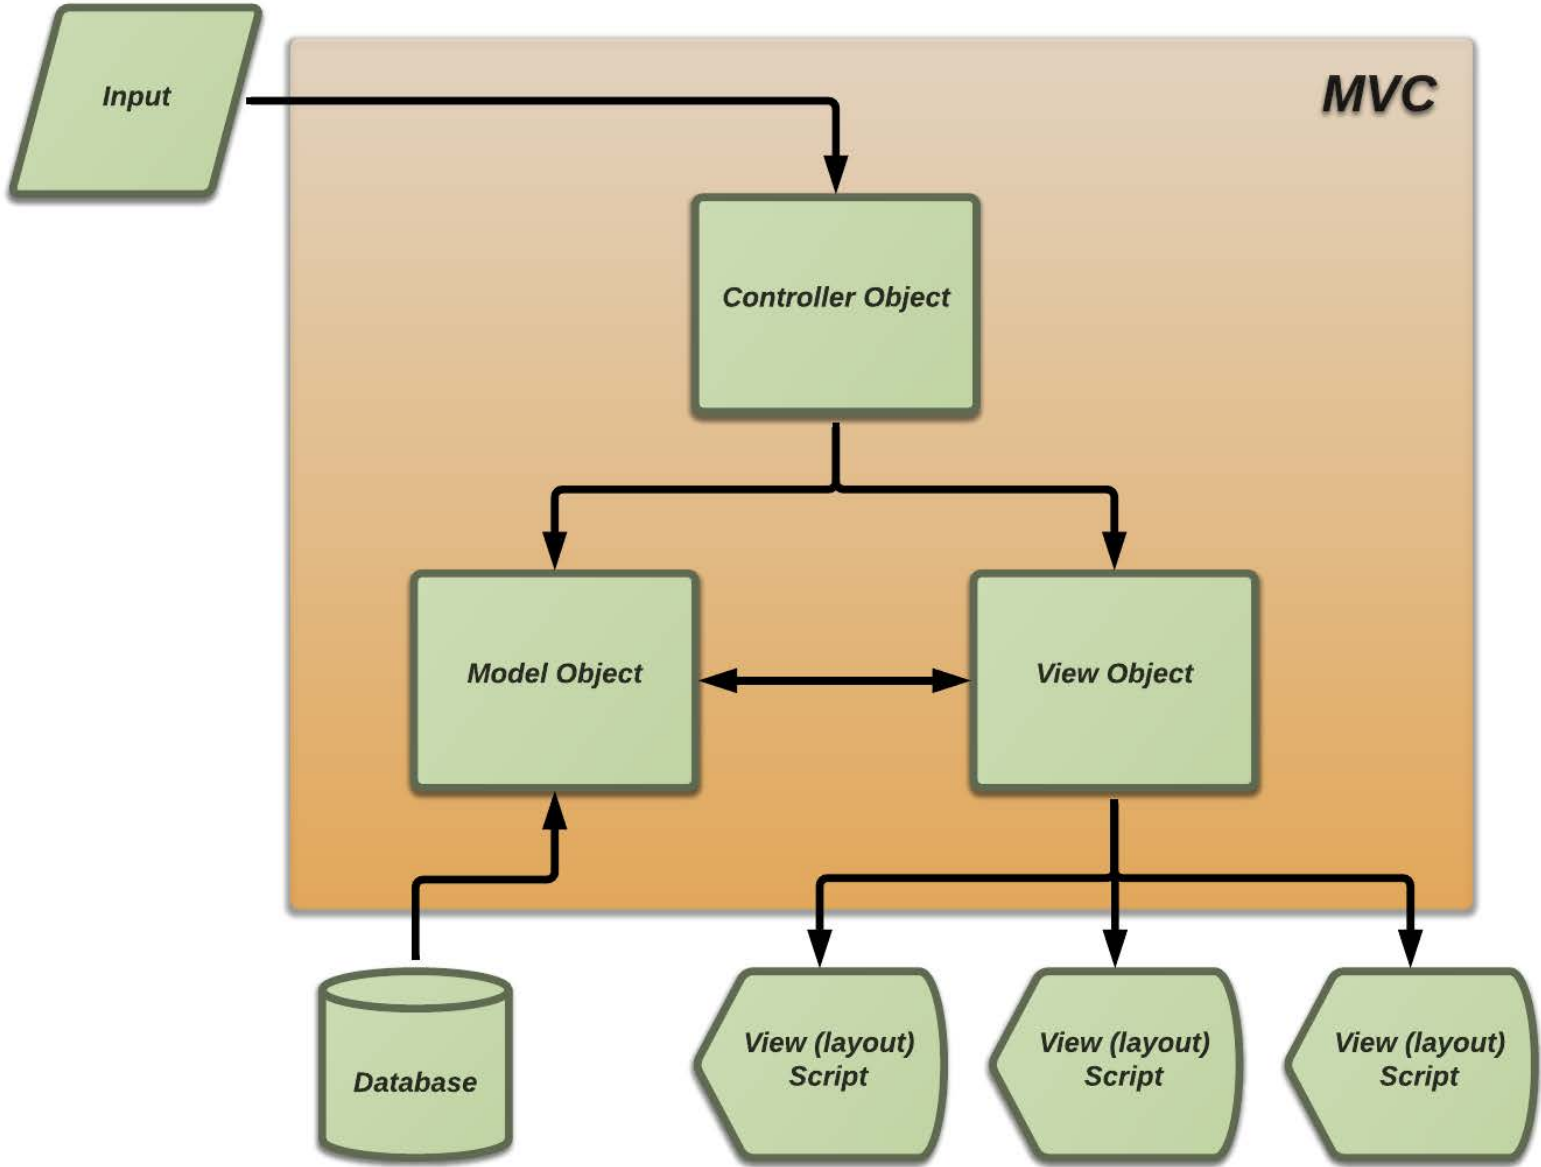 Input
MVC
Controller Object
Model Object
View Object
Database
View (layout)
Script
View (layout)
Script
View (layout)
Script